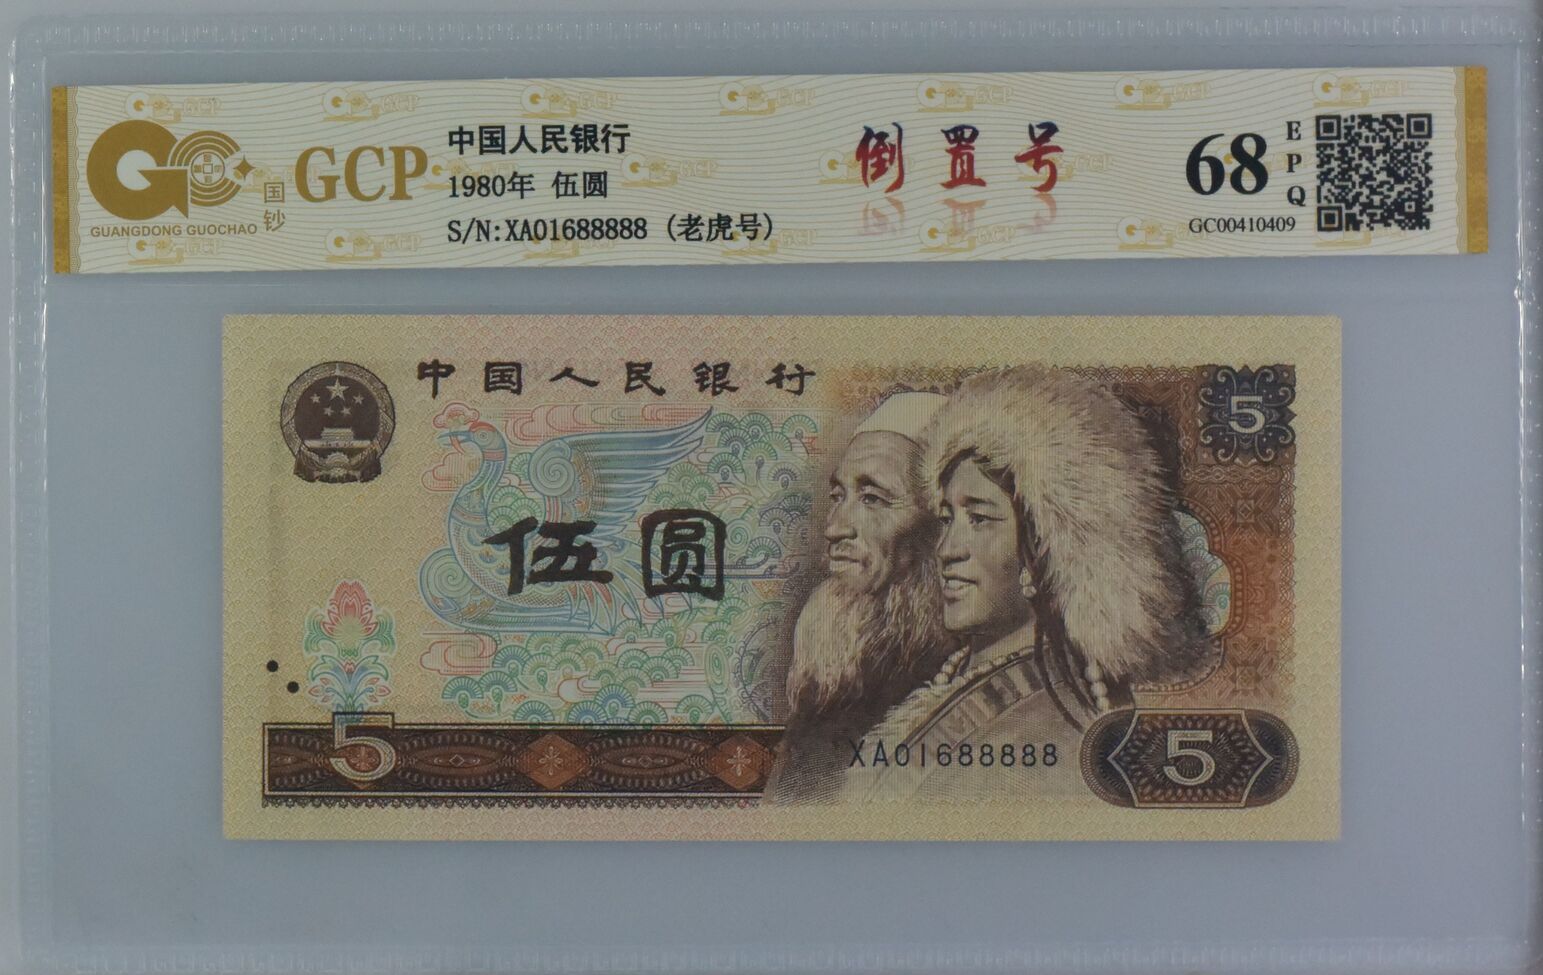 GCP
国钞
GUANGDONG GUOCHAO
中国人民银行
1980年 伍圆
S/N:XA01688888 (老虎号)
倒置号
68
EPQ
GC00410409
中国人民银行
5
伍圆
5
XA01688888
5